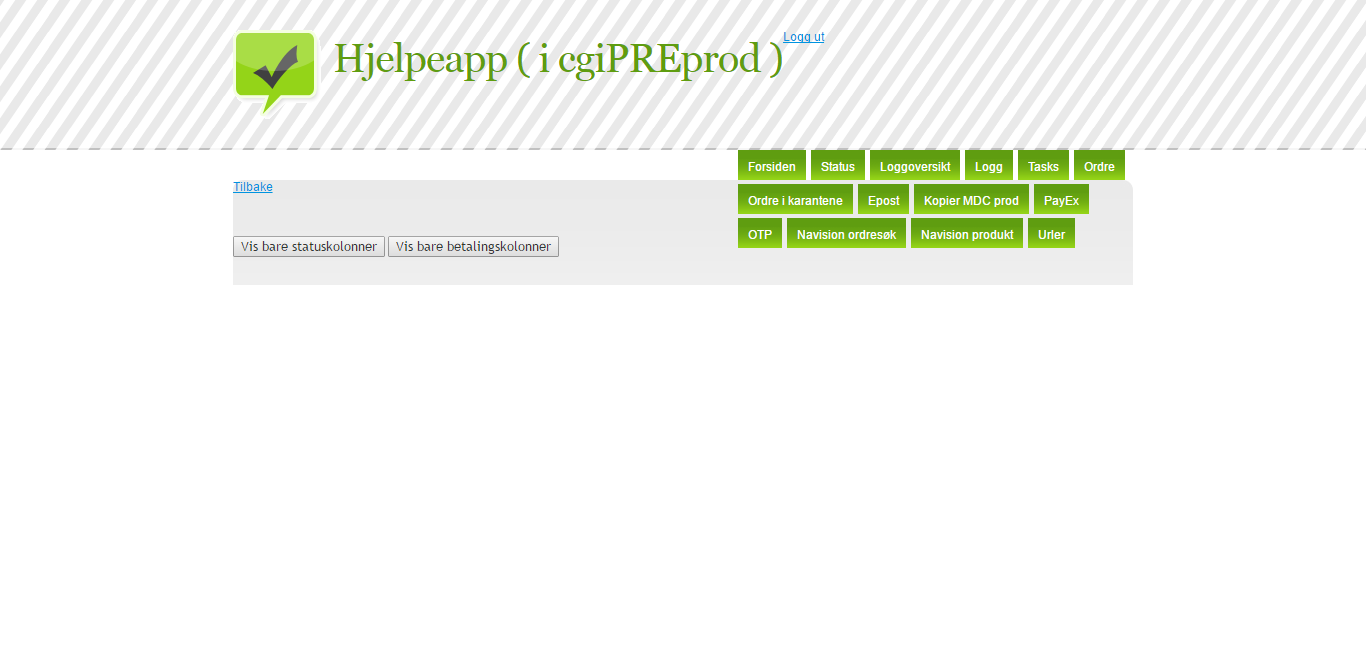 Hjelpeapp ( i cgiPREprod )
Logg ut
Forsiden Status Loggoversikt Logg Tasks Ordre
Tilbake
Ordre i karantene Epost Kopier MDC prod PayEx
OTP Navision ordresøk Navision produkt Urler
Vis bare statuskolonner Vis bare betalingskolonner